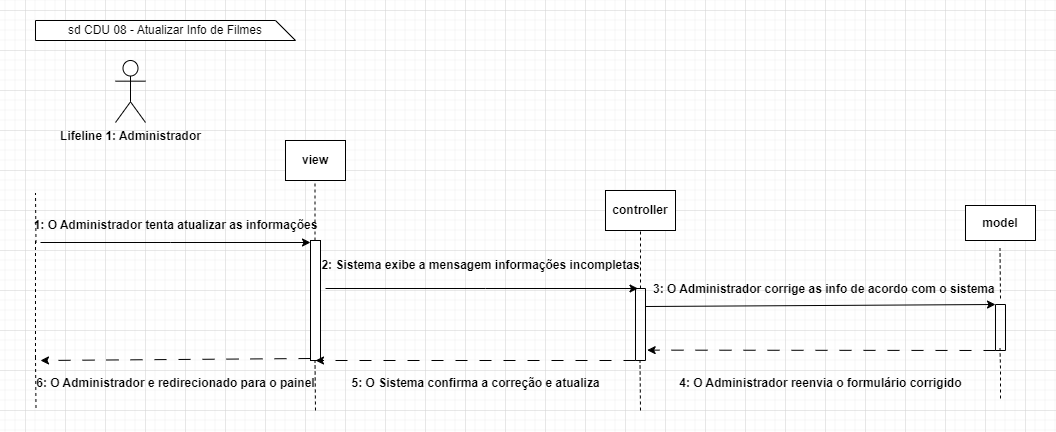 sd CDU 08 - Atualizar Info de Filmes
Lifeline 1: Administrador
view
controller
model
1: O Administrador tenta atualizar as informações
2: Sistema exibe a mensagem informações incompletas
3: O Administrador corrige as info de acordo com o sistema
6: O Administrador e redirecionado para o painel
5: O Sistema confirma a correção e atualiza
4: O Administrador reenvia o formulário corrigido